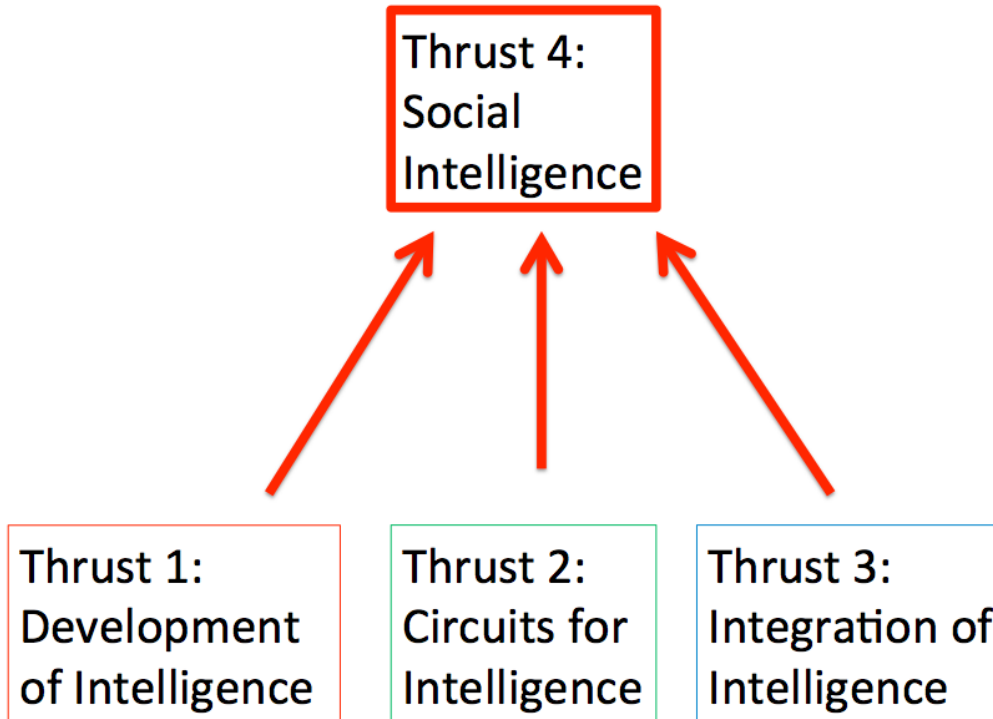 Thrust 4:
Social
Intelligence
Thrust 1:
Development
of Intelligence
Thrust 2:
Circuits for
Intelligence
Thrust 3:
Integration of
Intelligence